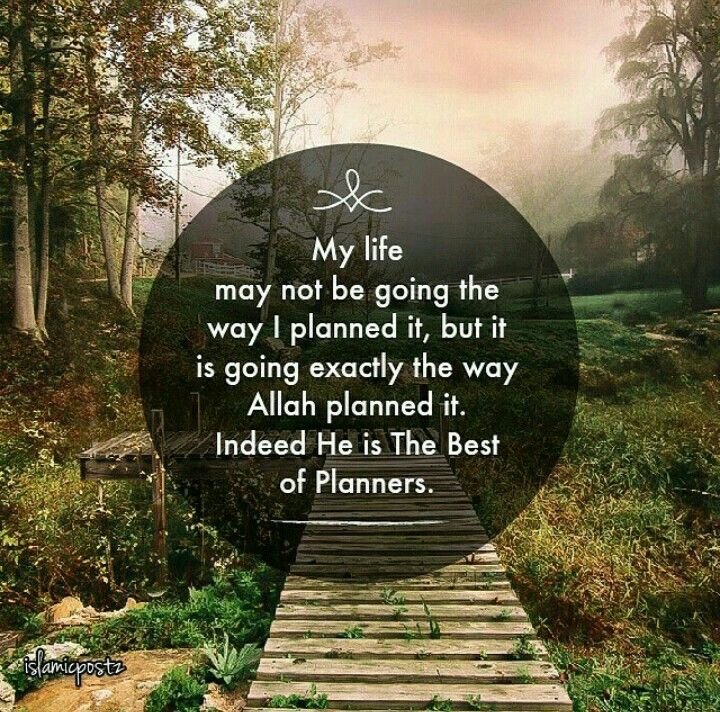 My life
may not be going the
way I planned it, but it
is going exactly the way
Allah planned it.
Indeed He is The Best
of Planners.
islamicpostz